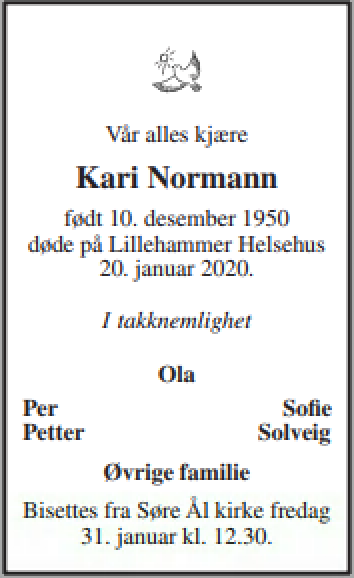 Vår alles kjære
Kari Normann
født 10. desember 1950
døde på Lillehammer Helsehus
20. januar 2020.
I takknemlighet
Ola
Per Sofie
Petter Solveig
Øvrige familie
Bisettes fra Søre Ål kirke fredag
31. januar kl. 12.30.